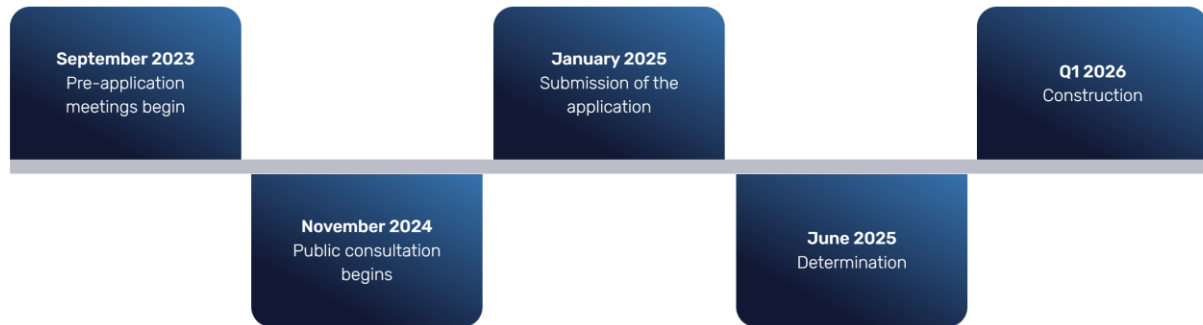 September 2023
Pre-application
meetings begin
November 2024
Public consultation
begins
January 2025
Submission of the
application
June 2025
Determination
Q1 2026
Construction